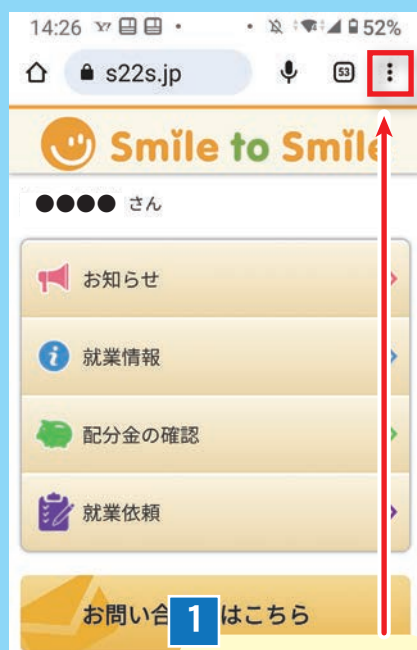 14:26 52%
s22s.jp 53
Smile to Smile
●●●● さん
お知らせ
就業情報
配分金の確認
就業依頼
お問い合 はこちら
1